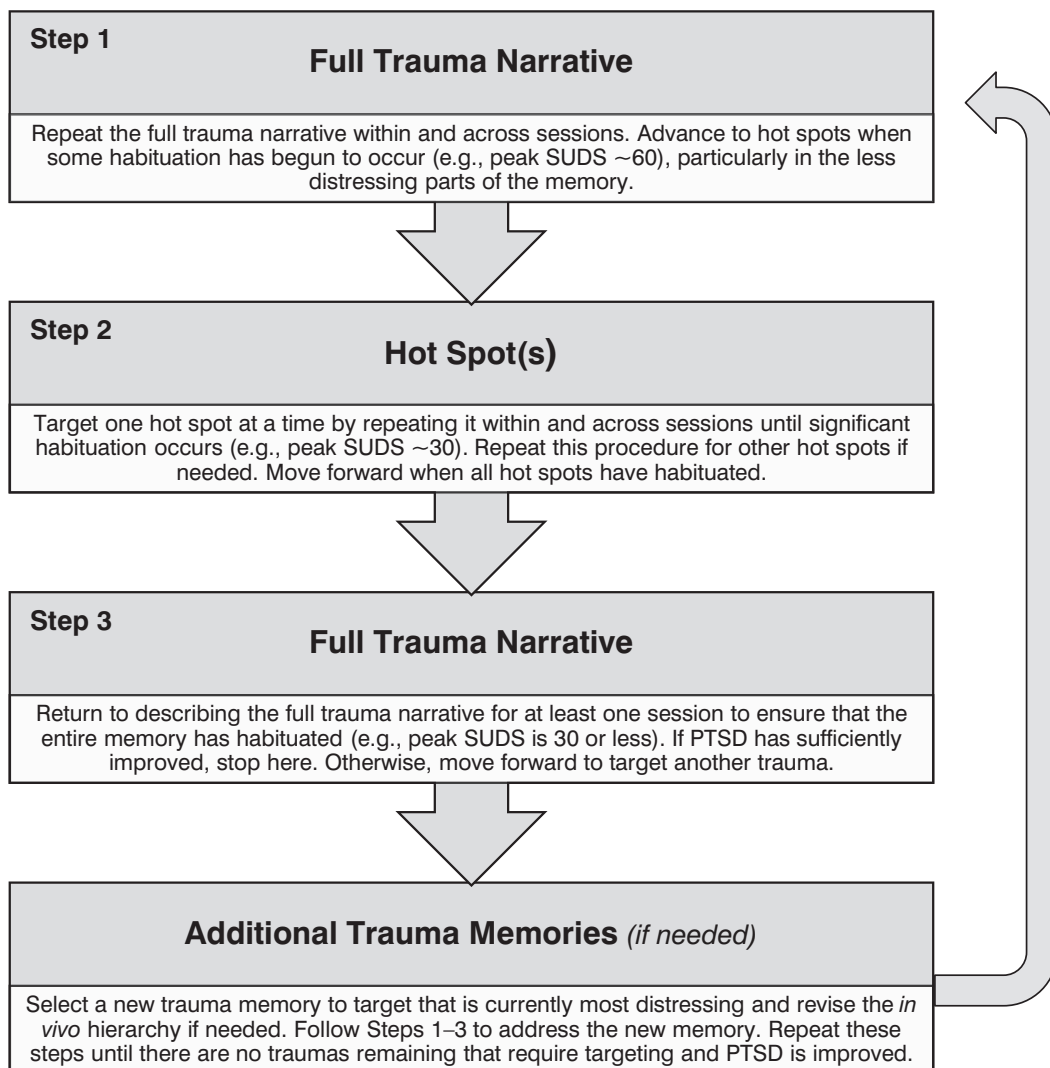 Step 1
Full Trauma Narrative
Repeat the full trauma narrative within and across sessions. Advance to hot spots when
some habituation has begun to occur (e.g., peak SUDS ~60), particularly in the less
distressing parts of the memory.
Step 2
Hot Spot(s)
Target one hot spot at a time by repeating it within and across sessions until significant
habituation occurs (e.g., peak SUDS ~30). Repeat this procedure for other hot spots if
needed. Move forward when all hot spots have habituated.
Step 3
Full Trauma Narrative
Return to describing the full trauma narrative for at least one session to ensure that the
entire memory has habituated (e.g., peak SUDS is 30 or less). If PTSD has sufficiently
improved, stop here. Otherwise, move forward to target another trauma.
Additional Trauma Memories (if needed)
Select a new trauma memory to target that is currently most distressing and revise the in
vivo hierarchy if needed. Follow Steps 1–3 to address the new memory. Repeat these
steps until there are no traumas remaining that require targeting and PTSD is improved.